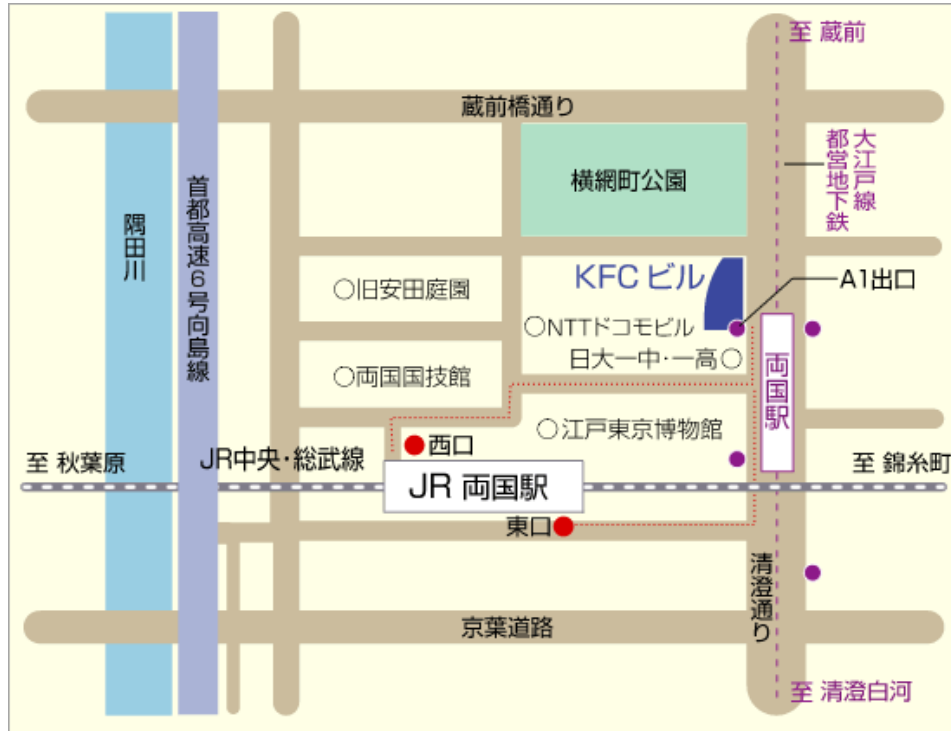 至 蔵前
蔵前橋通り
大江戸線
都営地下鉄
横網町公園
首都高速6号向島線
隅田川
KFC ビル
A1出口
○旧安田庭園
○NTTドコモビル
日大一中・一高○
両国駅
○両国国技館
○江戸東京博物館
西口
至 秋葉原
JR中央・総武線
至 錦糸町
JR 両国駅
東口
清澄通り
京葉道路
至 清澄白河